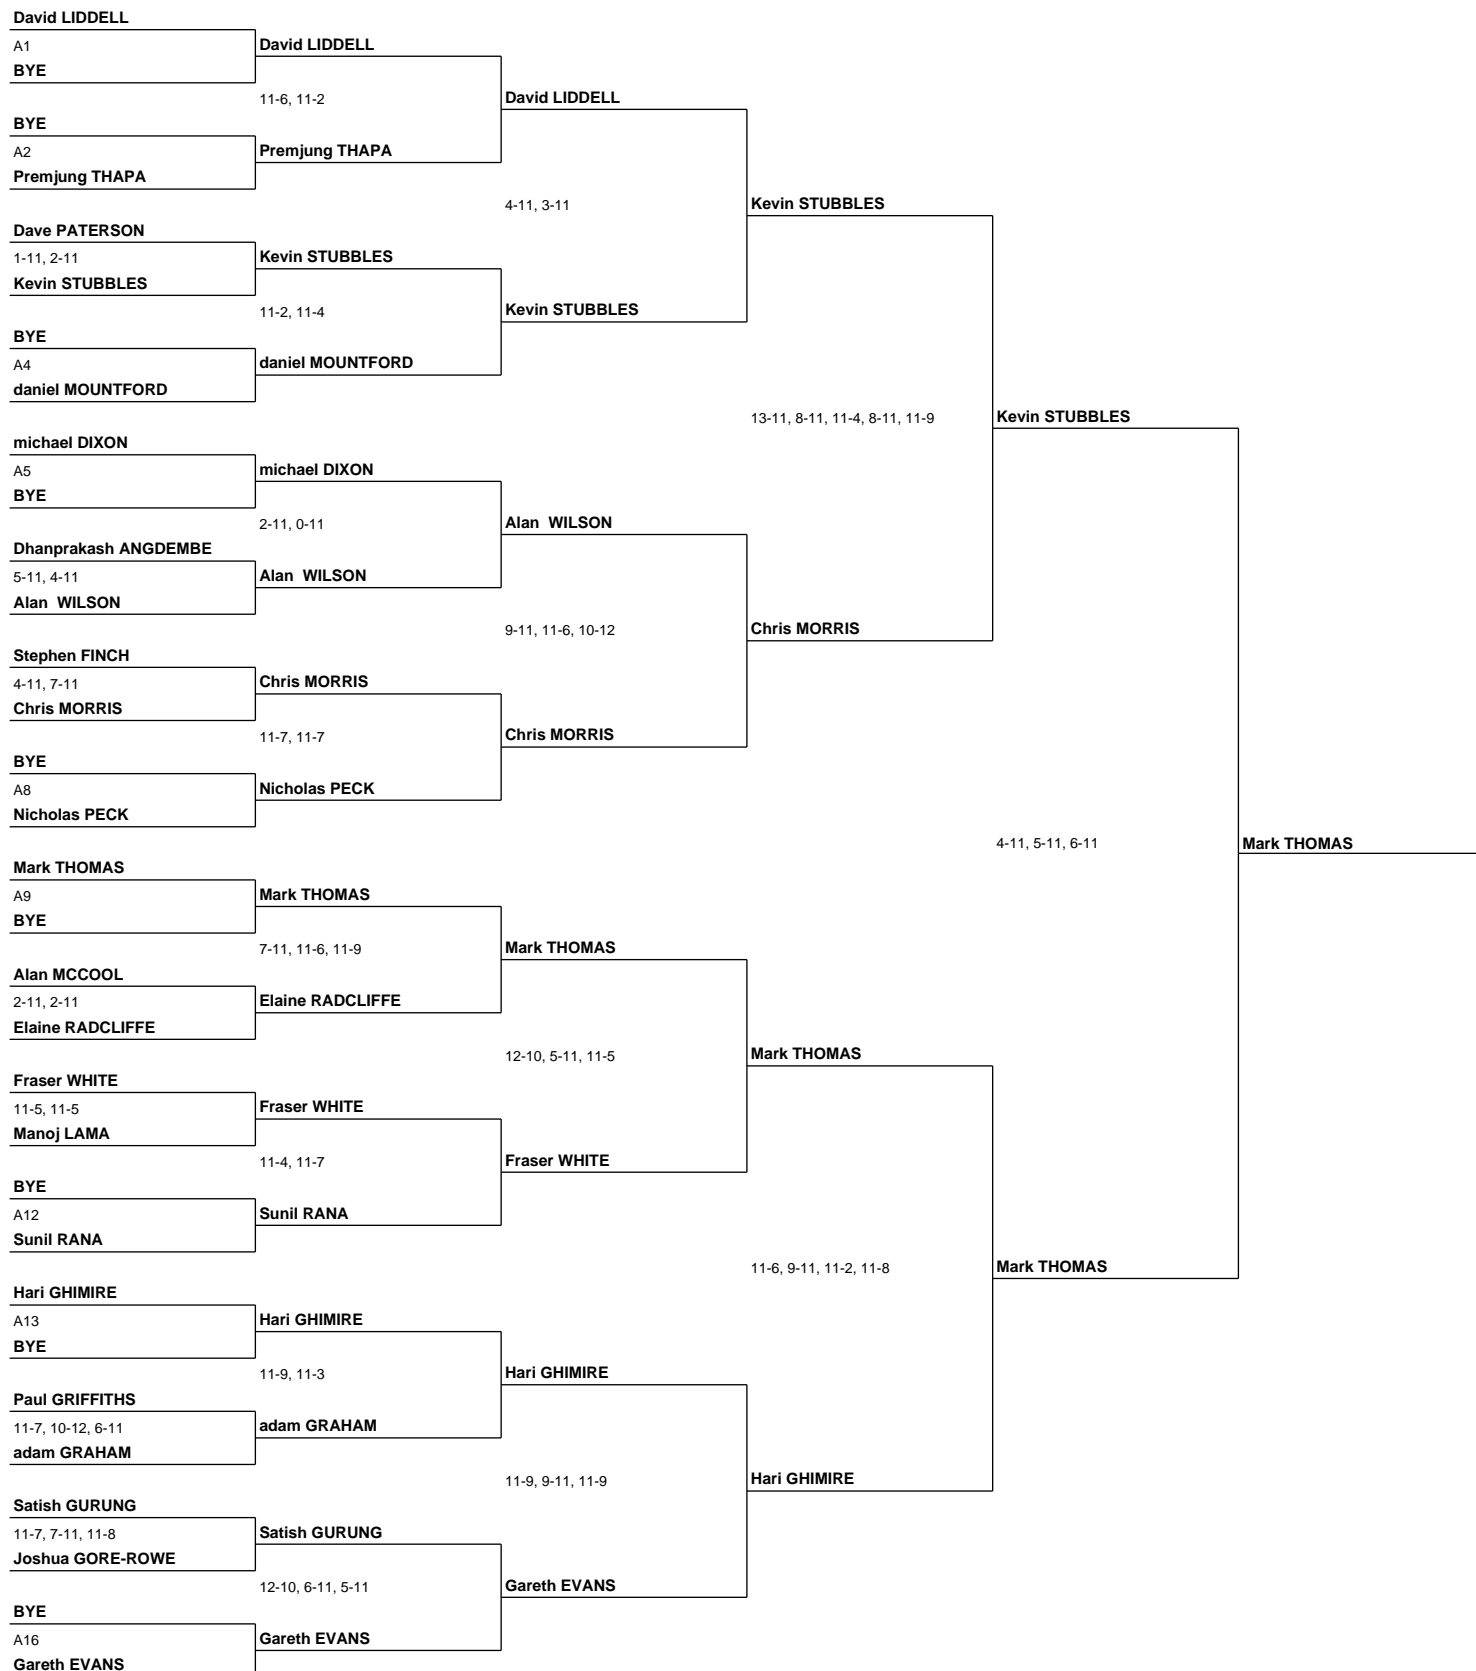 David LIDDELL
A1
BYE
BYE
A2
Premjung THAPA
Dave PATERSON
1-11, 2-11
Kevin STUBBLES
BYE
A4
daniel MOUNTFORD
michael DIXON
A5
BYE
Dhanprakash ANGDEMBE
5-11, 4-11
Alan WILSON
Stephen FINCH
4-11, 7-11
Chris MORRIS
BYE
A8
Nicholas PECK
Mark THOMAS
A9
BYE
Alan MCCOOL
2-11, 2-11
Elaine RADCLIFFE
Fraser WHITE
11-5, 11-5
Manoj LAMA
BYE
A12
Sunil RANA
Hari GHIMIRE
A13
BYE
Paul GRIFFITHS
11-7, 10-12, 6-11
adam GRAHAM
Satish GURUNG
11-7, 7-11, 11-8
Joshua GORE-ROWE
BYE
A16
Gareth EVANS
David LIDDELL
11-6, 11-2
Premjung THAPA
Kevin STUBBLES
11-2, 11-4
daniel MOUNTFORD
michael DIXON
2-11, 0-11
Alan WILSON
Chris MORRIS
11-7, 11-7
Nicholas PECK
Mark THOMAS
7-11, 11-6, 11-9
Elaine RADCLIFFE
Fraser WHITE
11-4, 11-7
Sunil RANA
Hari GHIMIRE
11-9, 11-3
adam GRAHAM
Satish GURUNG
12-10, 6-11, 5-11
Gareth EVANS
David LIDDELL
4-11, 3-11
Kevin STUBBLES
Alan WILSON
9-11, 11-6, 10-12
Chris MORRIS
Mark THOMAS
12-10, 5-11, 11-5
Fraser WHITE
Hari GHIMIRE
11-9, 9-11, 11-9
Gareth EVANS
Kevin STUBBLES
13-11, 8-11, 11-4, 8-11, 11-9
Chris MORRIS
Mark THOMAS
11-6, 9-11, 11-2, 11-8
Hari GHIMIRE
Kevin STUBBLES
4-11, 5-11, 6-11
Mark THOMAS
Mark THOMAS